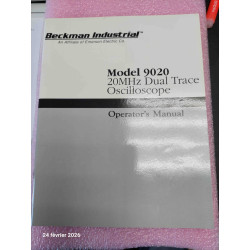 Beckman Industrial™
An Affiliate of Emerson Electric Co.
Model 9020
20MHz Dual Trace
Oscilloscope
Operator's Manual
24 février 2026